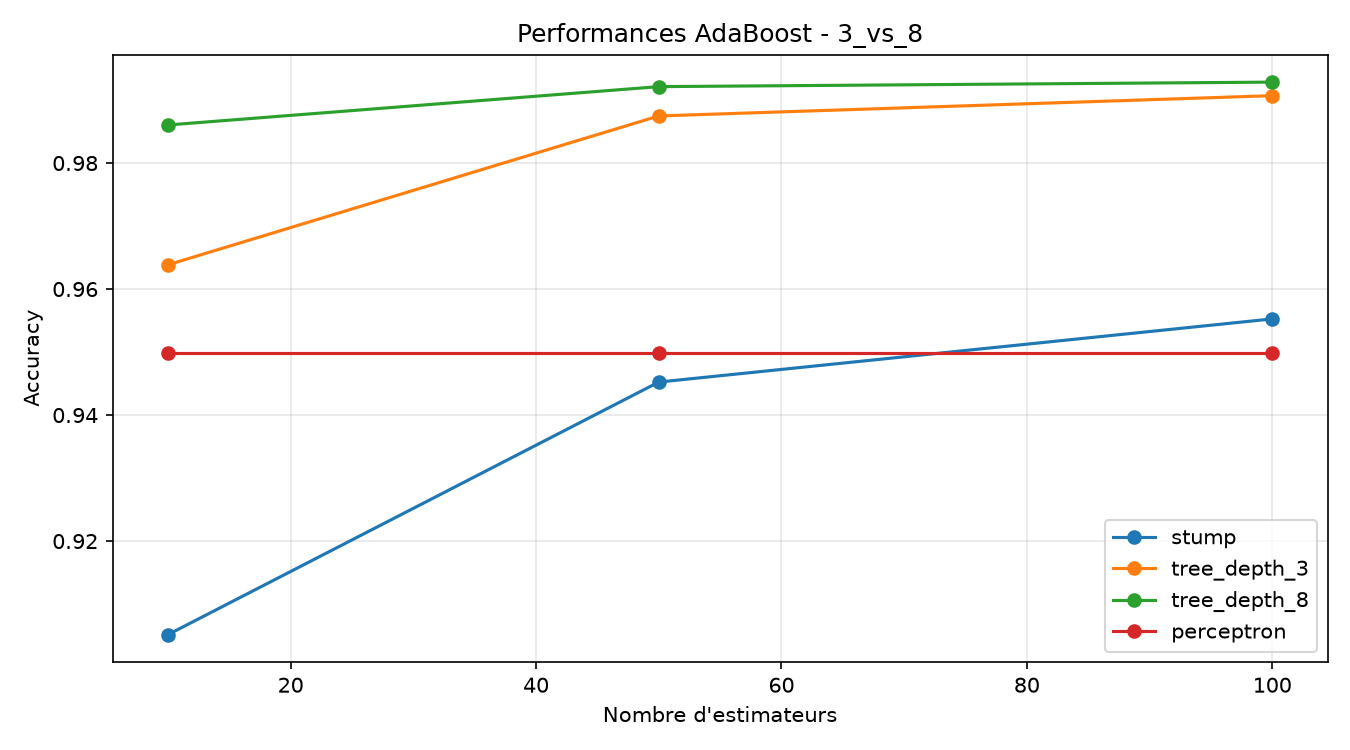 Performances AdaBoost - 3_vs_8
Accuracy
0.98
0.96
0.94
0.92
20
40
60
80
100
Nombre d'estimateurs
stump
tree_depth_3
tree_depth_8
perceptron